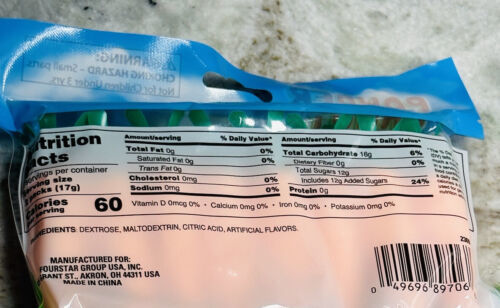 WARNING:
CHOKING HAZARD - Small parts.
Not for Children Under 3 yrs.
trition
acts
ervings per container
ving size
icks (17g)
Calories
serving 60
Amount/serving % Daily Value*
Total Fat 0g 0%
Saturated Fat 0g 0%
Trans Fat 0g
Cholesterol 0mg 0%
Sodium 0mg 0%
Amount/serving % Daily Value*
Total Carbohydrate 16g 6%
Dietary Fiber 0g 0%
Total Sugars 12g
Includes 12g Added Sugars 24%
Protein 0g
Vitamin D 0mcg 0% • Calcium 0mg 0% • Iron 0mg 0% • Potassium 0mg 0%
INGREDIENTS: DEXTROSE, MALTODEXTRIN, CITRIC ACID, ARTIFICIAL FLAVORS.
MANUFACTURED FOR:
FOURSTAR GROUP USA, INC.
RANT ST., AKRON, OH 44311 USA
MADE IN CHINA
0 49696 89706